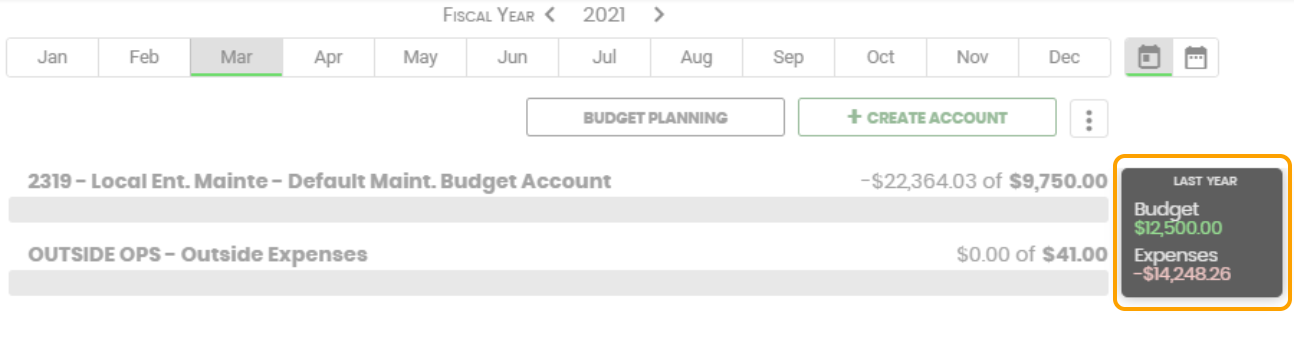 Fiscal Year 2021
Jan Feb Mar Apr May Jun Jul Aug Sep Oct Nov Dec
BUDGET PLANNING + CREATE ACCOUNT
2319 - Local Ent. Mainte - Default Maint. Budget Account -$22,364.03 of $9,750.00
LAST YEAR
Budget
$12,500.00
OUTSIDE OPS - Outside Expenses $0.00 of $41.00
Expenses
-$14,248.26